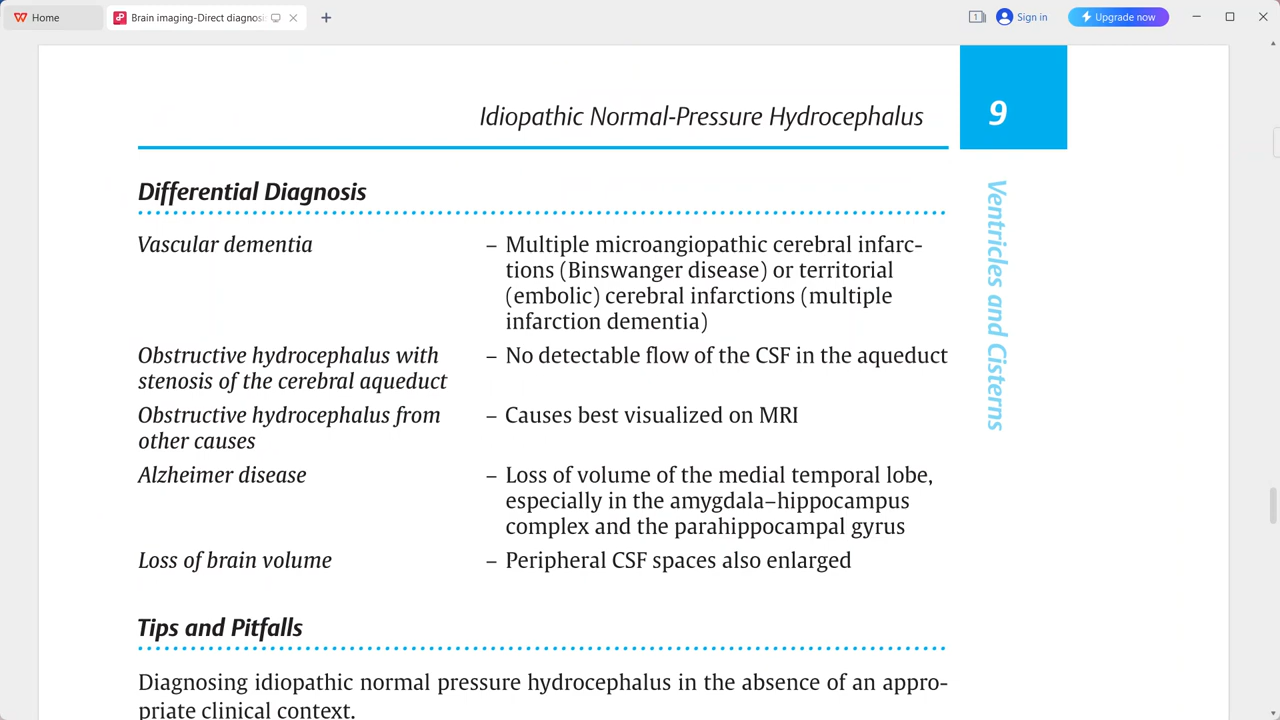 Home
Brain imaging-Direct diagnosi
1
Sign in
Upgrade now
Idiopathic Normal-Pressure Hydrocephalus
9
Ventricles and Cisterns
Differential Diagnosis
Vascular dementia
– Multiple microangiopathic cerebral infarc-
tions (Binswanger disease) or territorial
(embolic) cerebral infarctions (multiple
infarction dementia)
Obstructive hydrocephalus with
stenosis of the cerebral aqueduct
– No detectable flow of the CSF in the aqueduct
Obstructive hydrocephalus from
other causes
– Causes best visualized on MRI
Alzheimer disease
– Loss of volume of the medial temporal lobe,
especially in the amygdala–hippocampus
complex and the parahippocampal gyrus
Loss of brain volume
– Peripheral CSF spaces also enlarged
Tips and Pitfalls
Diagnosing idiopathic normal pressure hydrocephalus in the absence of an appro-
priate clinical context.